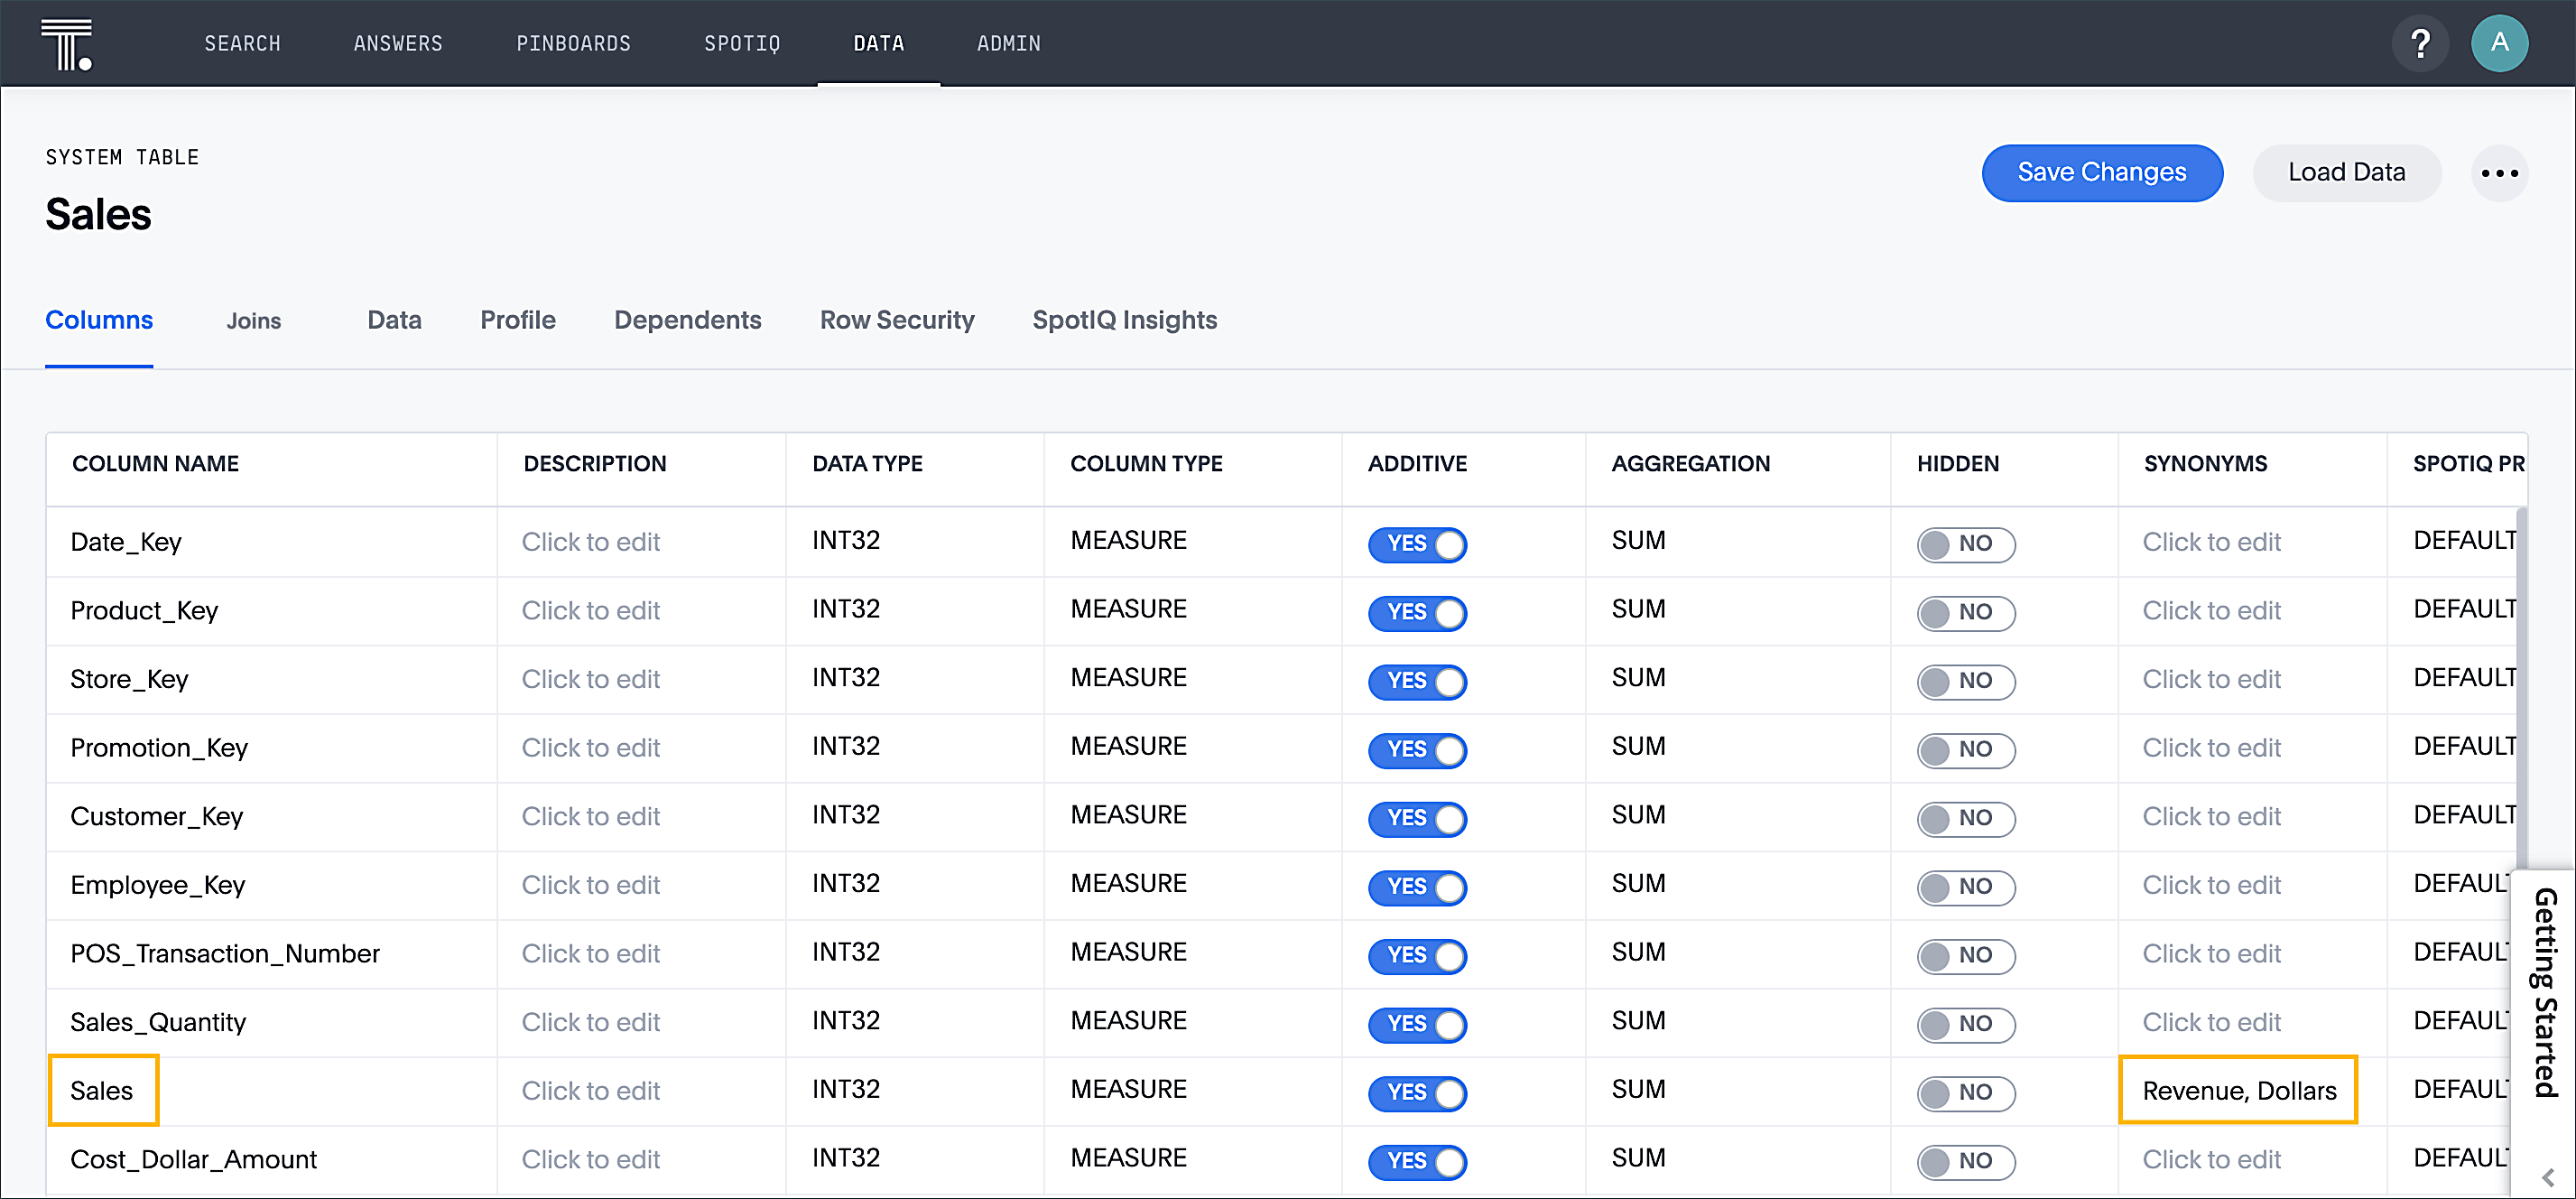 SEARCH ANSWERS PINBOARDS SPOTIQ DATA ADMIN ? A
SYSTEM TABLE
Sales
Save Changes Load Data
Columns Joins Data Profile Dependents Row Security SpotIQ Insights
COLUMN NAME DESCRIPTION DATA TYPE COLUMN TYPE ADDITIVE AGGREGATION HIDDEN SYNONYMS SPOTIQ PR
Date_Key Click to edit INT32 MEASURE YES SUM NO Click to edit DEFAULT
Product_Key Click to edit INT32 MEASURE YES SUM NO Click to edit DEFAULT
Store_Key Click to edit INT32 MEASURE YES SUM NO Click to edit DEFAULT
Promotion_Key Click to edit INT32 MEASURE YES SUM NO Click to edit DEFAULT
Customer_Key Click to edit INT32 MEASURE YES SUM NO Click to edit DEFAULT
Employee_Key Click to edit INT32 MEASURE YES SUM NO Click to edit DEFAUL
POS_Transaction_Number Click to edit INT32 MEASURE YES SUM NO Click to edit DEFAUL
Sales_Quantity Click to edit INT32 MEASURE YES SUM NO Click to edit DEFAUL
Sales Click to edit INT32 MEASURE YES SUM NO Revenue, Dollars DEFAUL
Cost_Dollar_Amount Click to edit INT32 MEASURE YES SUM NO Click to edit DEFAUL
Getting Started